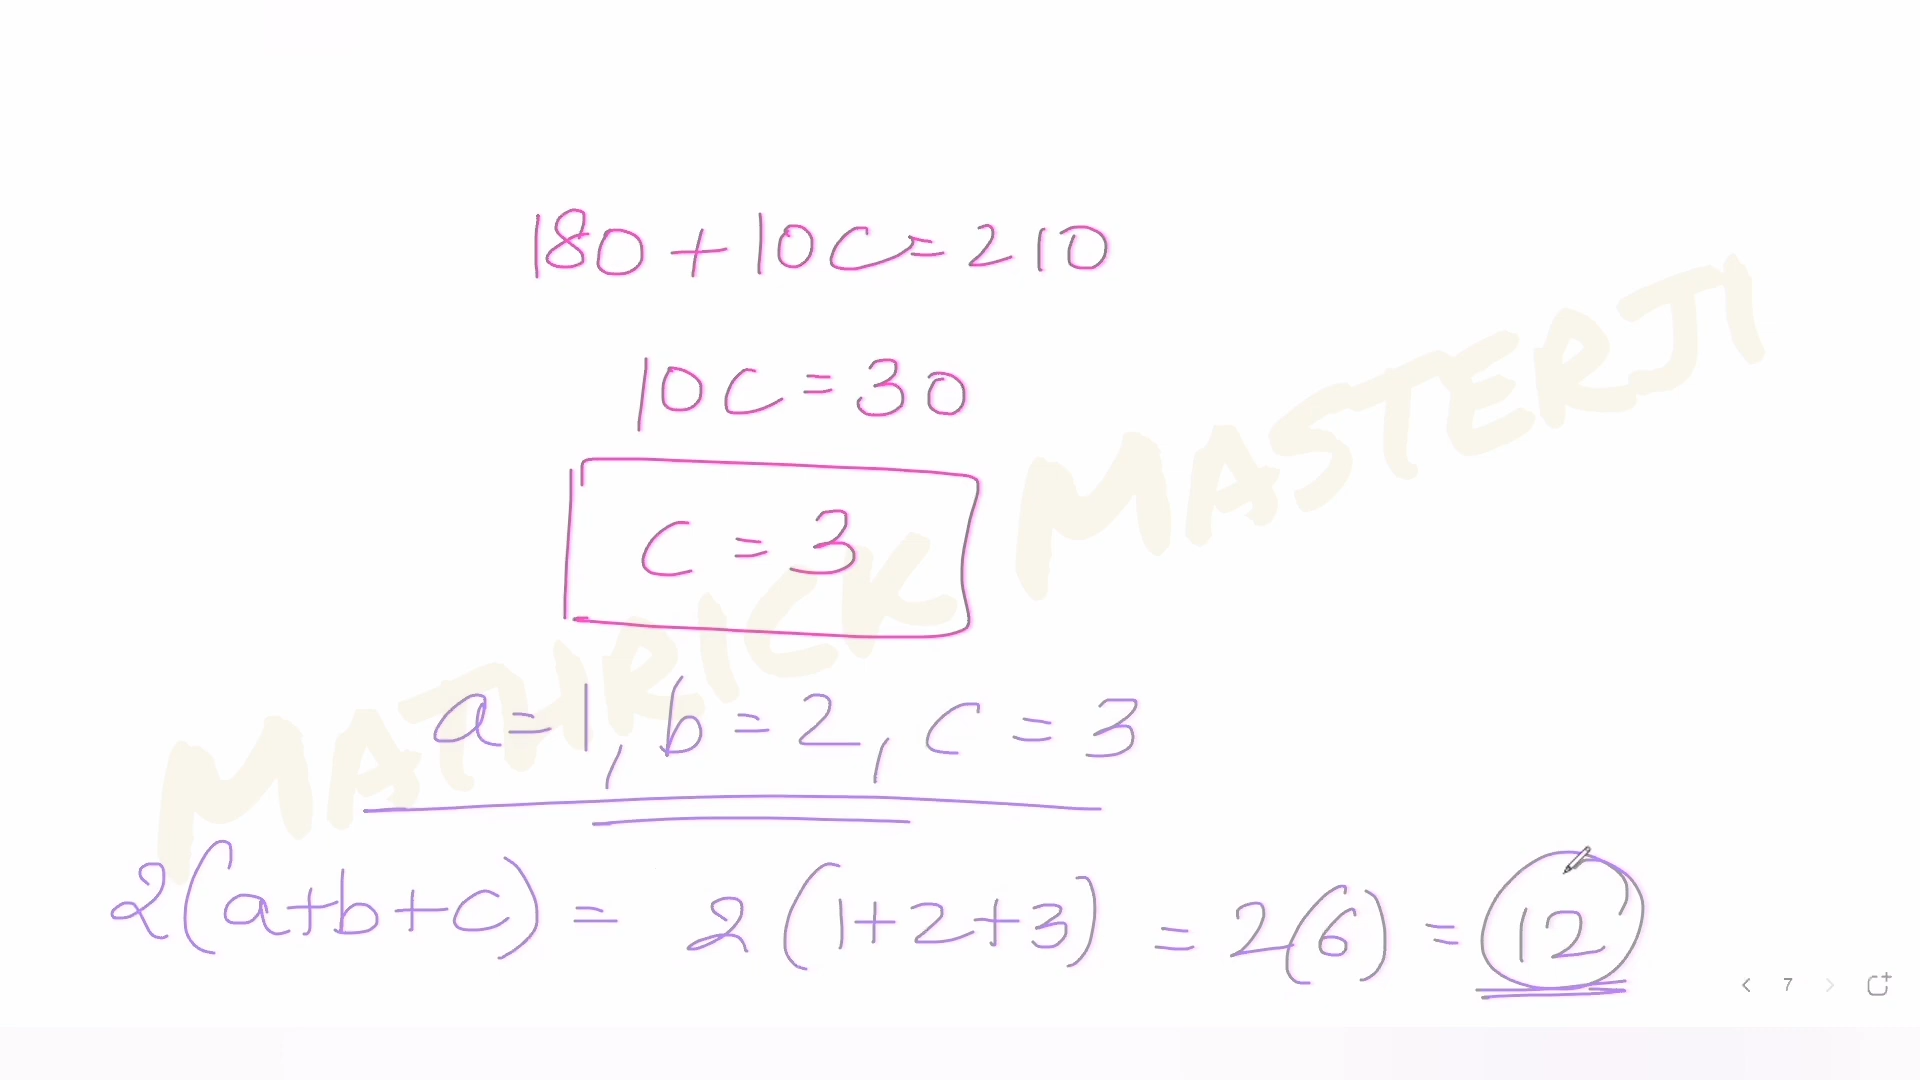 180 + 10C = 210
10C = 30
C = 3
a = 1, b = 2, c = 3
2(a+b+c) = 2(1+2+3) = 2(6) = 12
MATHRICK MASTERJI
< 7 >